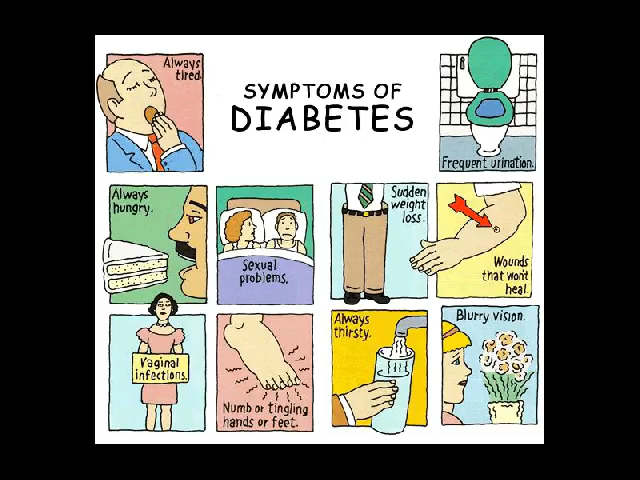 Always
tired.
SYMPTOMS OF
DIABETES
Frequent urination.
Always
hungry.
Sexual
problems.
Sudden
weight
loss.
Wounds
that won't
heal.
Vaginal
infections.
Numb or tingling
hands or feet.
Always
thirsty.
Blurry vision.